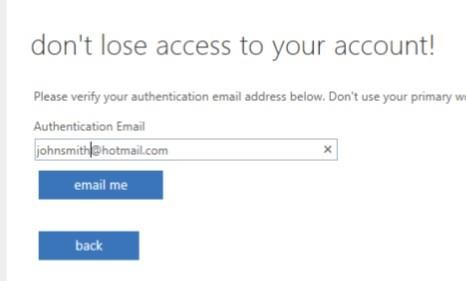 don't lose access to your account!
Please verify your authentication email address below. Don't use your primary
Authentication Email
johnsmith@hotmail.com ×
email me
back